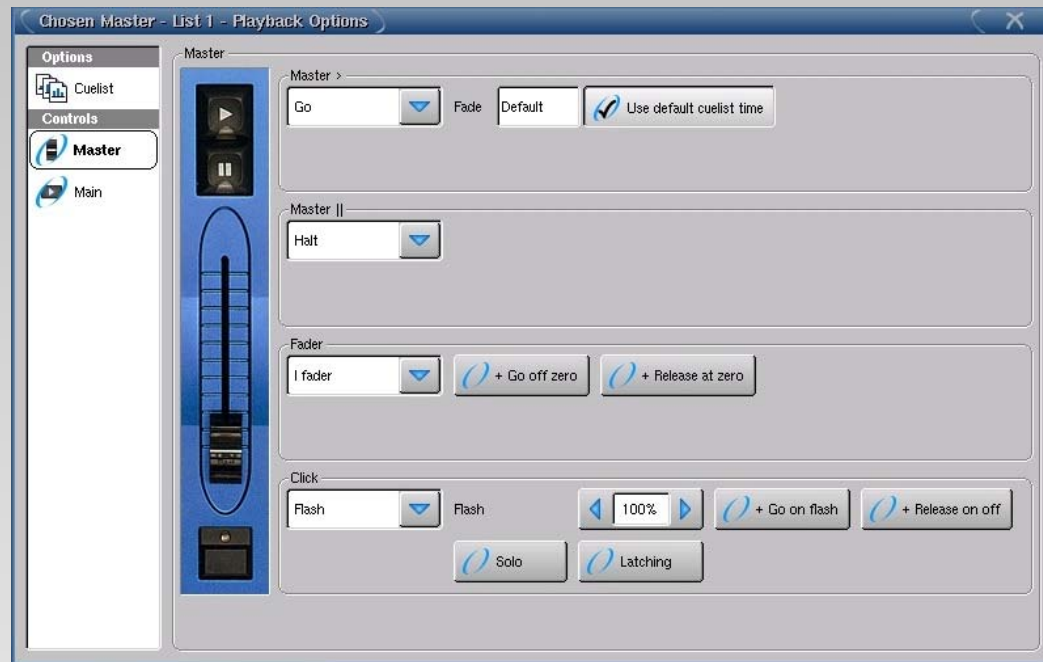 Chosen Master - List 1 - Playback Options
Options
Cuelist
Controls
Master
Main
Master
Master >
Go
Fade
Default
Use default cuelist time
Master ||
Halt
Fader
I fader
+ Go off zero
+ Release at zero
Click
Flash
Flash
100%
+ Go on flash
+ Release on off
Solo
Latching